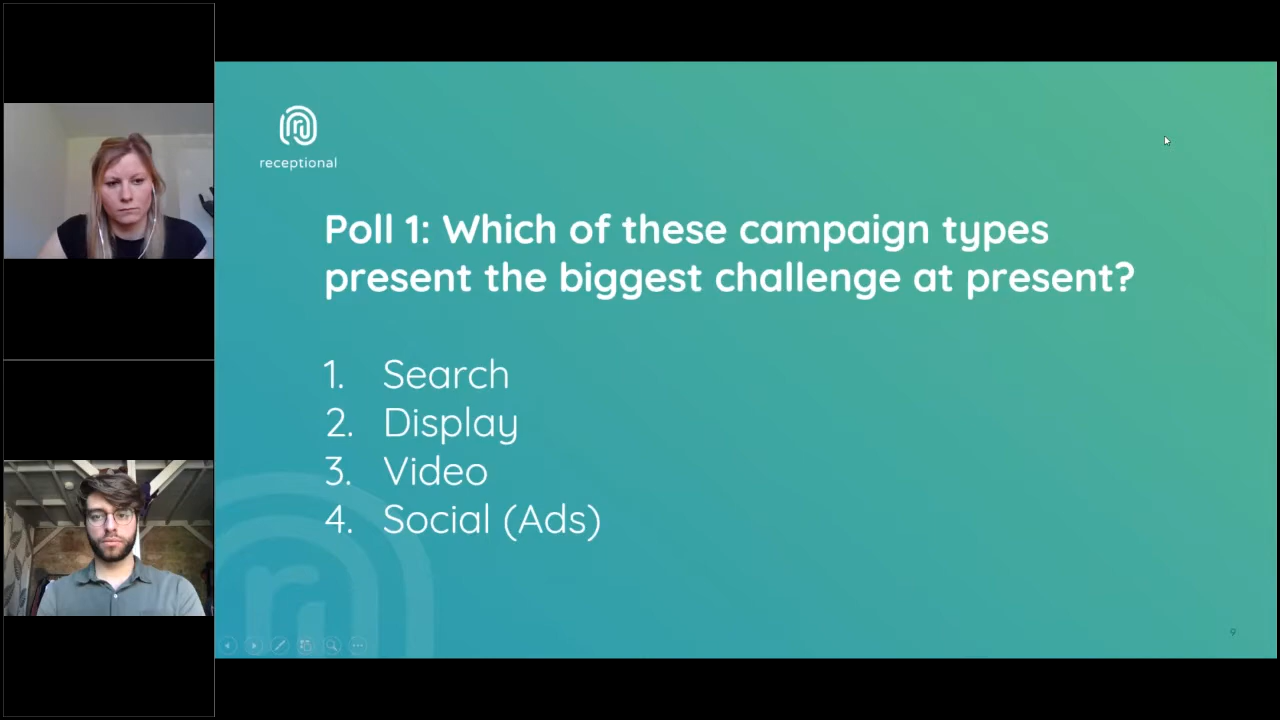 receptional
Poll 1: Which of these campaign types
present the biggest challenge at present?
1. Search
2. Display
3. Video
4. Social (Ads)
9